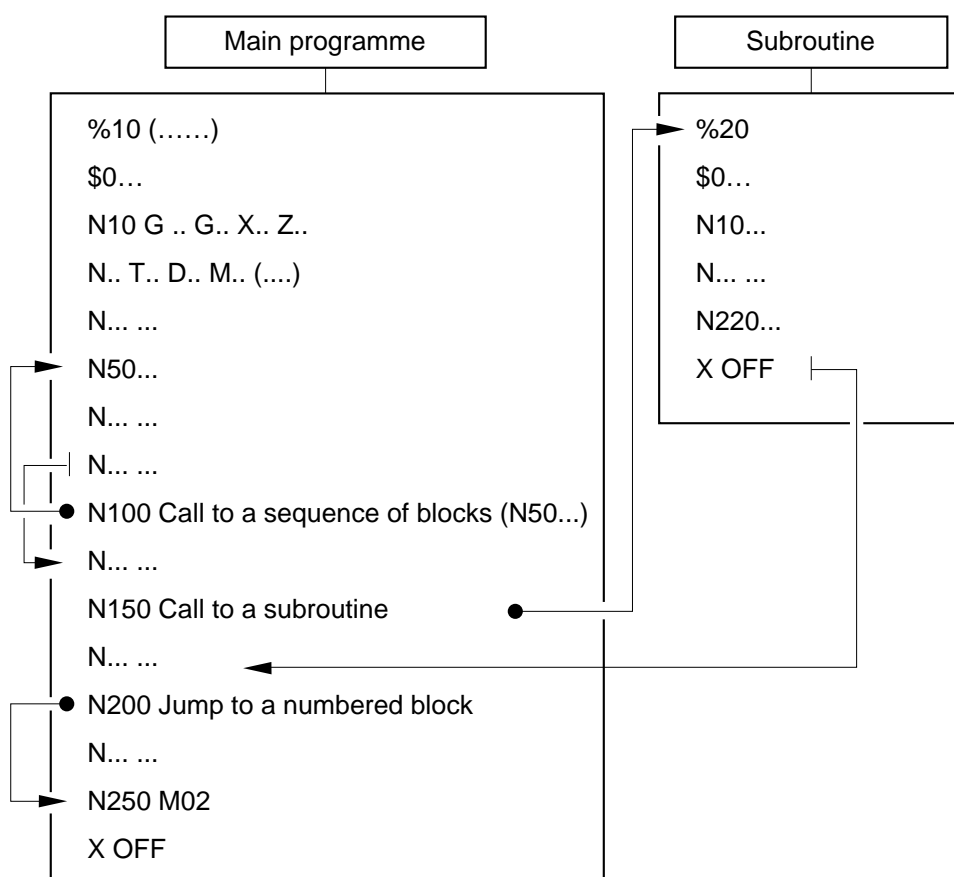 Main programme
%10 (……)
$0…
N10 G .. G.. X.. Z..
N.. T.. D.. M.. (....)
N... ...
N50...
N... ...
N... ...
N100 Call to a sequence of blocks (N50...)
N... ...
N150 Call to a subroutine
N... ...
N200 Jump to a numbered block
N... ...
N250 M02
X OFF
Subroutine
%20
$0…
N10...
N... ...
N220...
X OFF